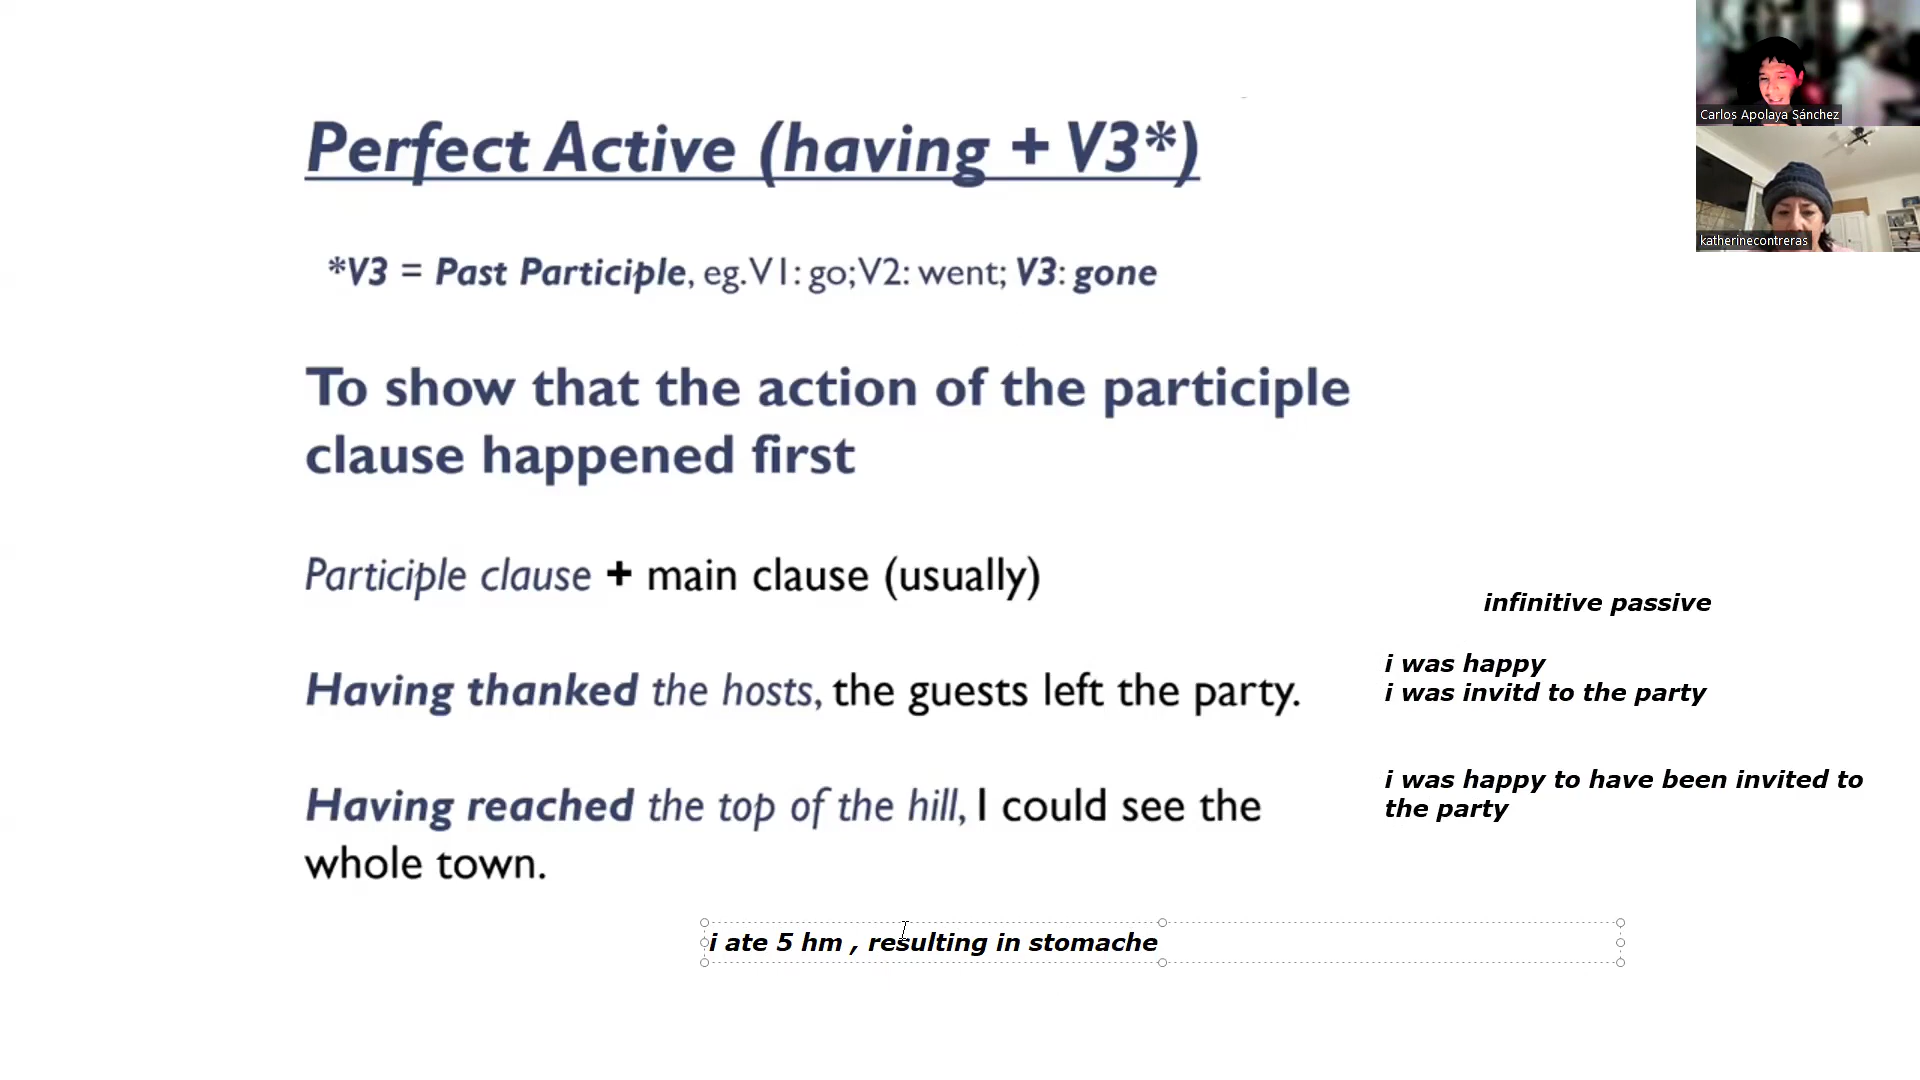 Perfect Active (having + V3*)
*V3 = Past Participle, eg. V1: go; V2: went; V3: gone
To show that the action of the participle
clause happened first
Participle clause + main clause (usually)
Having thanked the hosts, the guests left the party.
Having reached the top of the hill, I could see the
whole town.
infinitive passive
i was happy
i was invitd to the party
i was happy to have been invited to
the party
i ate 5 hm , resulting in stomache
Carlos Apolaya Sánchez
katherinecontreras